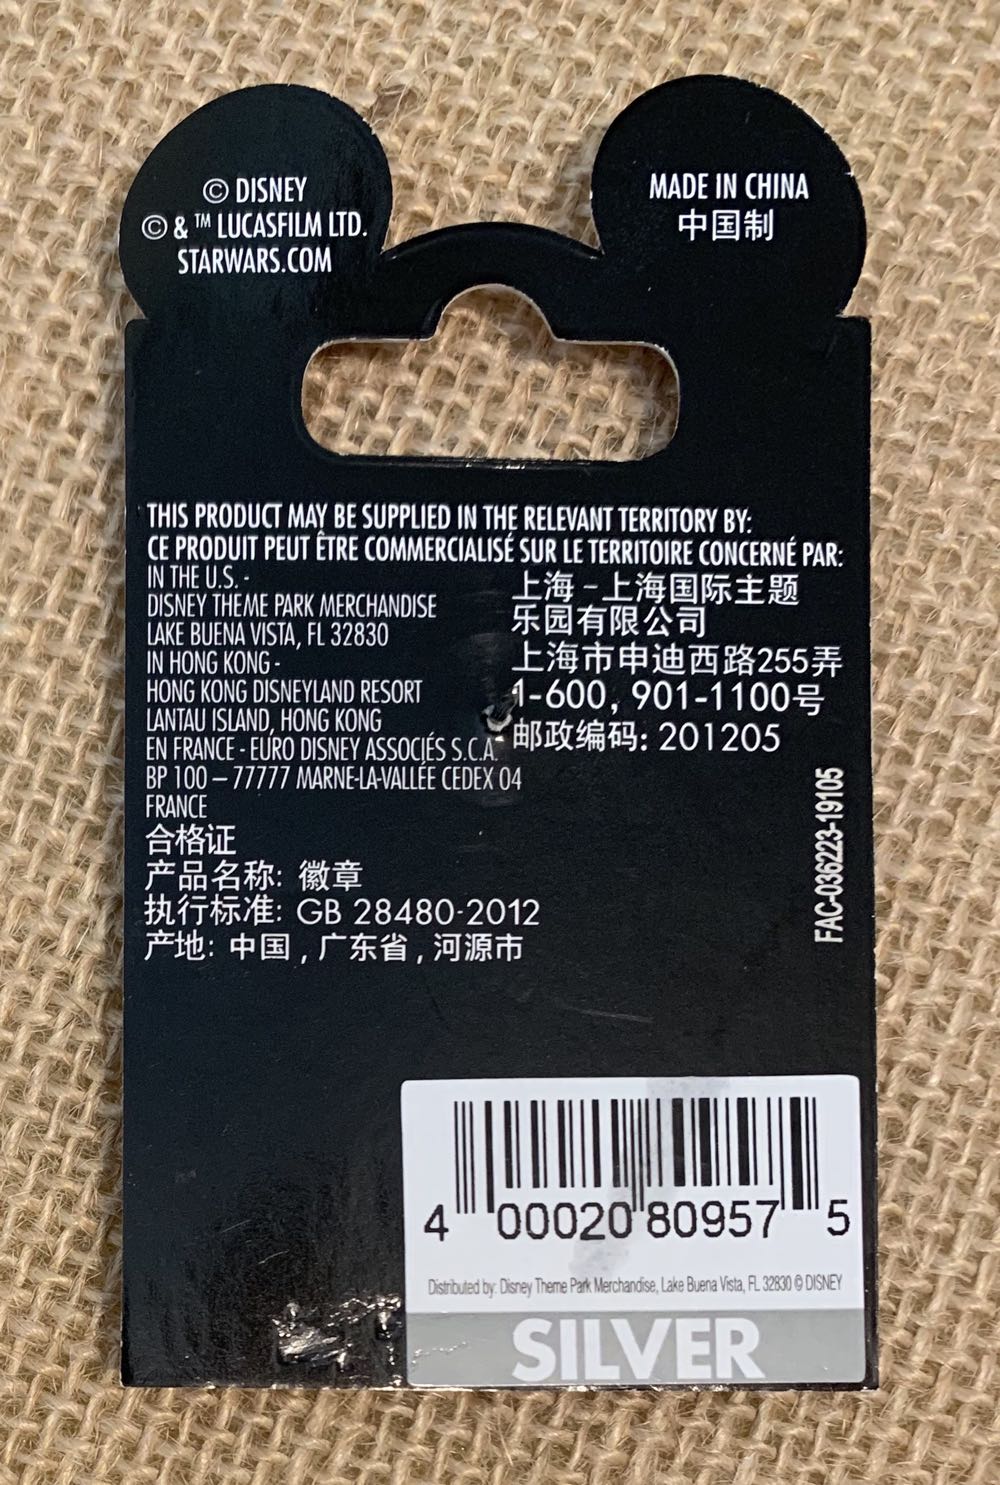 © DISNEY
© & ™ LUCASFILM LTD.
STARWARS.COM
MADE IN CHINA
中国制
THIS PRODUCT MAY BE SUPPLIED IN THE RELEVANT TERRITORY BY:
CE PRODUIT PEUT ÊTRE COMMERCIALISÉ SUR LE TERRITOIRE CONCERNÉ PAR:
IN THE U.S. -
DISNEY THEME PARK MERCHANDISE
LAKE BUENA VISTA, FL 32830
IN HONG KONG -
HONG KONG DISNEYLAND RESORT
LANTAU ISLAND, HONG KONG
EN FRANCE - EURO DISNEY ASSOCIÉS S.C.A.
BP 100 – 77777 MARNE-LA-VALLÉE CEDEX 04
FRANCE
上海 - 上海国际主题
乐园有限公司
上海市申迪西路255弄
1-600, 901-1100号
邮政编码: 201205
合格证
产品名称: 徽章
执行标准: GB 28480-2012
产地: 中国, 广东省, 河源市
FAC-036223-19105
4 00020 80957 5
Distributed by: Disney Theme Park Merchandise, Lake Buena Vista, FL 32830 © DISNEY
SILVER